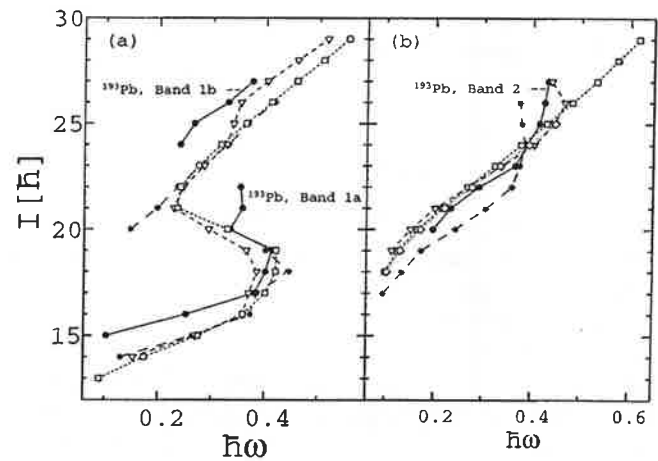 (a)
(b)
¹⁹³Pb, Band 1b
¹⁹³Pb, Band 2
¹⁹³Pb, Band 1a
I[ħ]
30
25
20
15
0.2
0.4
0.2
0.4
0.6
ħω
ħω